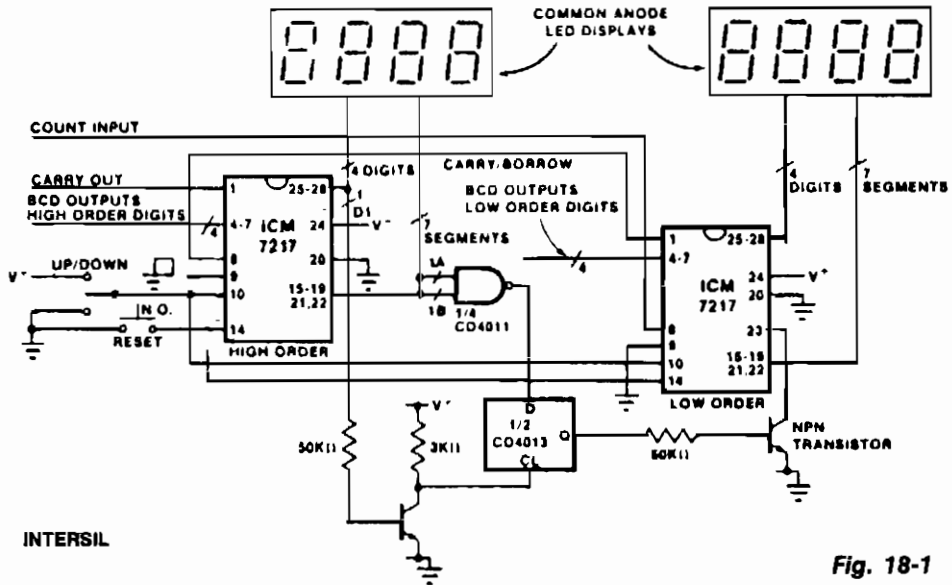 COMMON ANODE
LED DISPLAYS
COUNT INPUT
CARRY OUT
BCD OUTPUTS
HIGH ORDER DIGITS
4
1
4-7
8
9
10
14
ICM
7217
25-28
24
20
15-19
21,22
HIGH ORDER
4 DIGITS
1
D1
V+
7
SEGMENTS
CARRY/BORROW
BCD OUTPUTS
LOW ORDER DIGITS
4
1A
1B
1/4
CD4011
V+
UP/DOWN
N.O.
RESET
1
4-7
8
9
10
14
ICM
7217
25-28
24
20
23
15-19
21,22
LOW ORDER
4
DIGITS
7
SEGMENTS
V+
V+
50KΩ
3KΩ
D
1/2
CD4013
Q
CL
50KΩ
NPN
TRANSISTOR
INTERSIL
Fig. 18-1